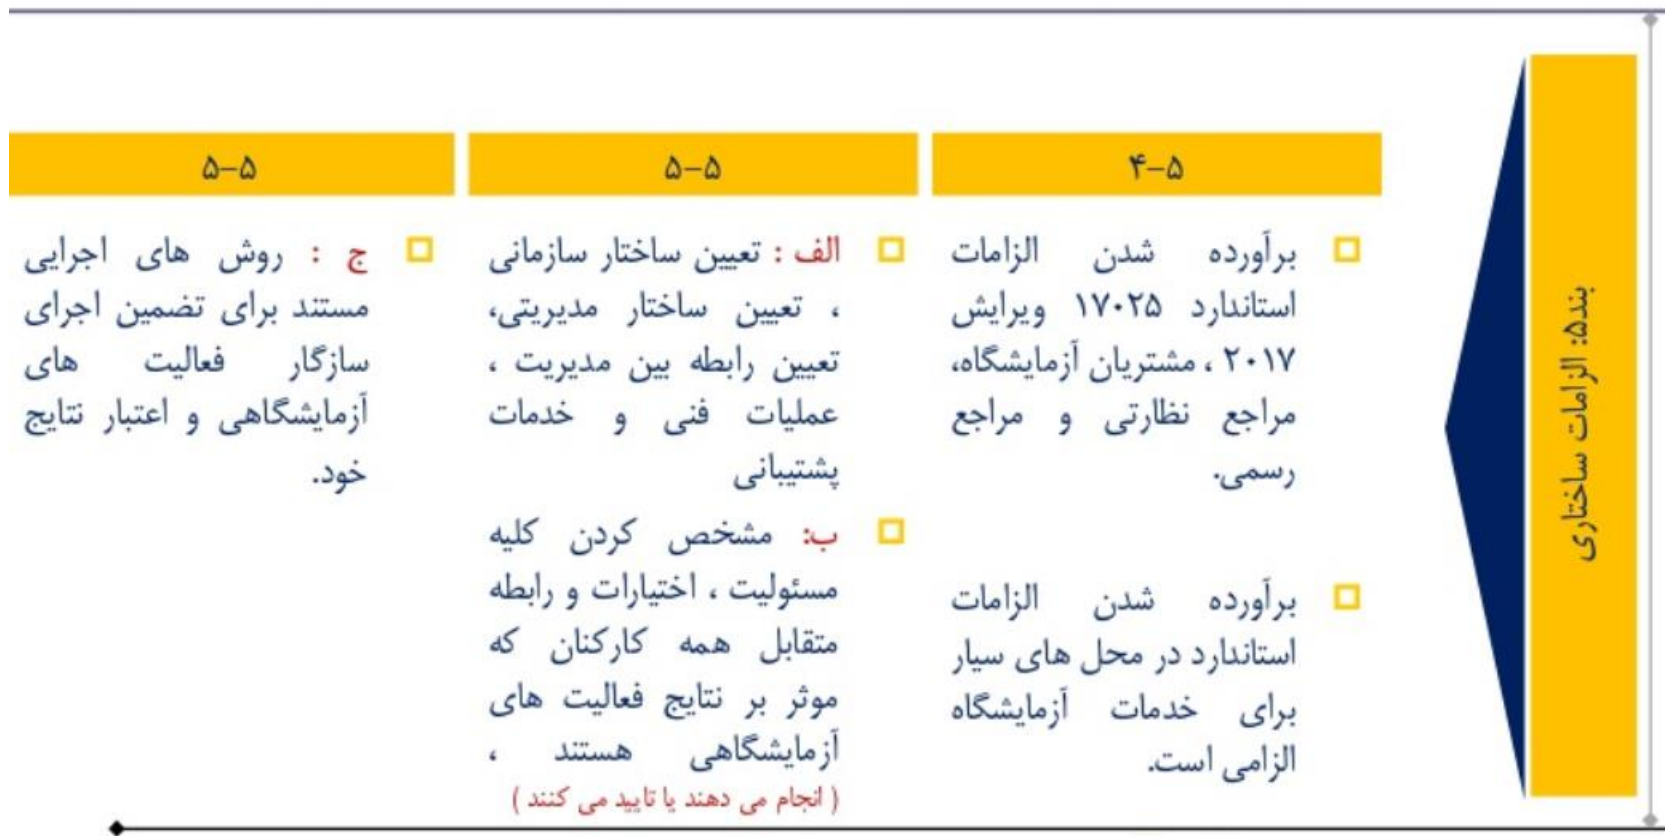 بند۵: الزامات ساختاری
۴-۵
برآورده شدن الزامات
استاندارد ۱۷۰۲۵ ویرایش
۲۰۱۷ ، مشتریان آزمایشگاه،
مراجع نظارتی و مراجع
رسمی.
برآورده شدن الزامات
استاندارد در محل های سیار
برای خدمات آزمایشگاه
الزامی است.
۵-۵
الف : تعیین ساختار سازمانی
، تعیین ساختار مدیریتی،
تعیین رابطه بین مدیریت ،
عملیات فنی و خدمات
پشتیبانی
ب: مشخص کردن کلیه
مسئولیت ، اختیارات و رابطه
متقابل همه کارکنان که
موثر بر نتایج فعالیت های
آزمایشگاهی هستند ،
( انجام می دهند یا تایید می کنند )
۵-۵
ج : روش های اجرایی
مستند برای تضمین اجرای
سازگار فعالیت های
آزمایشگاهی و اعتبار نتایج
خود.